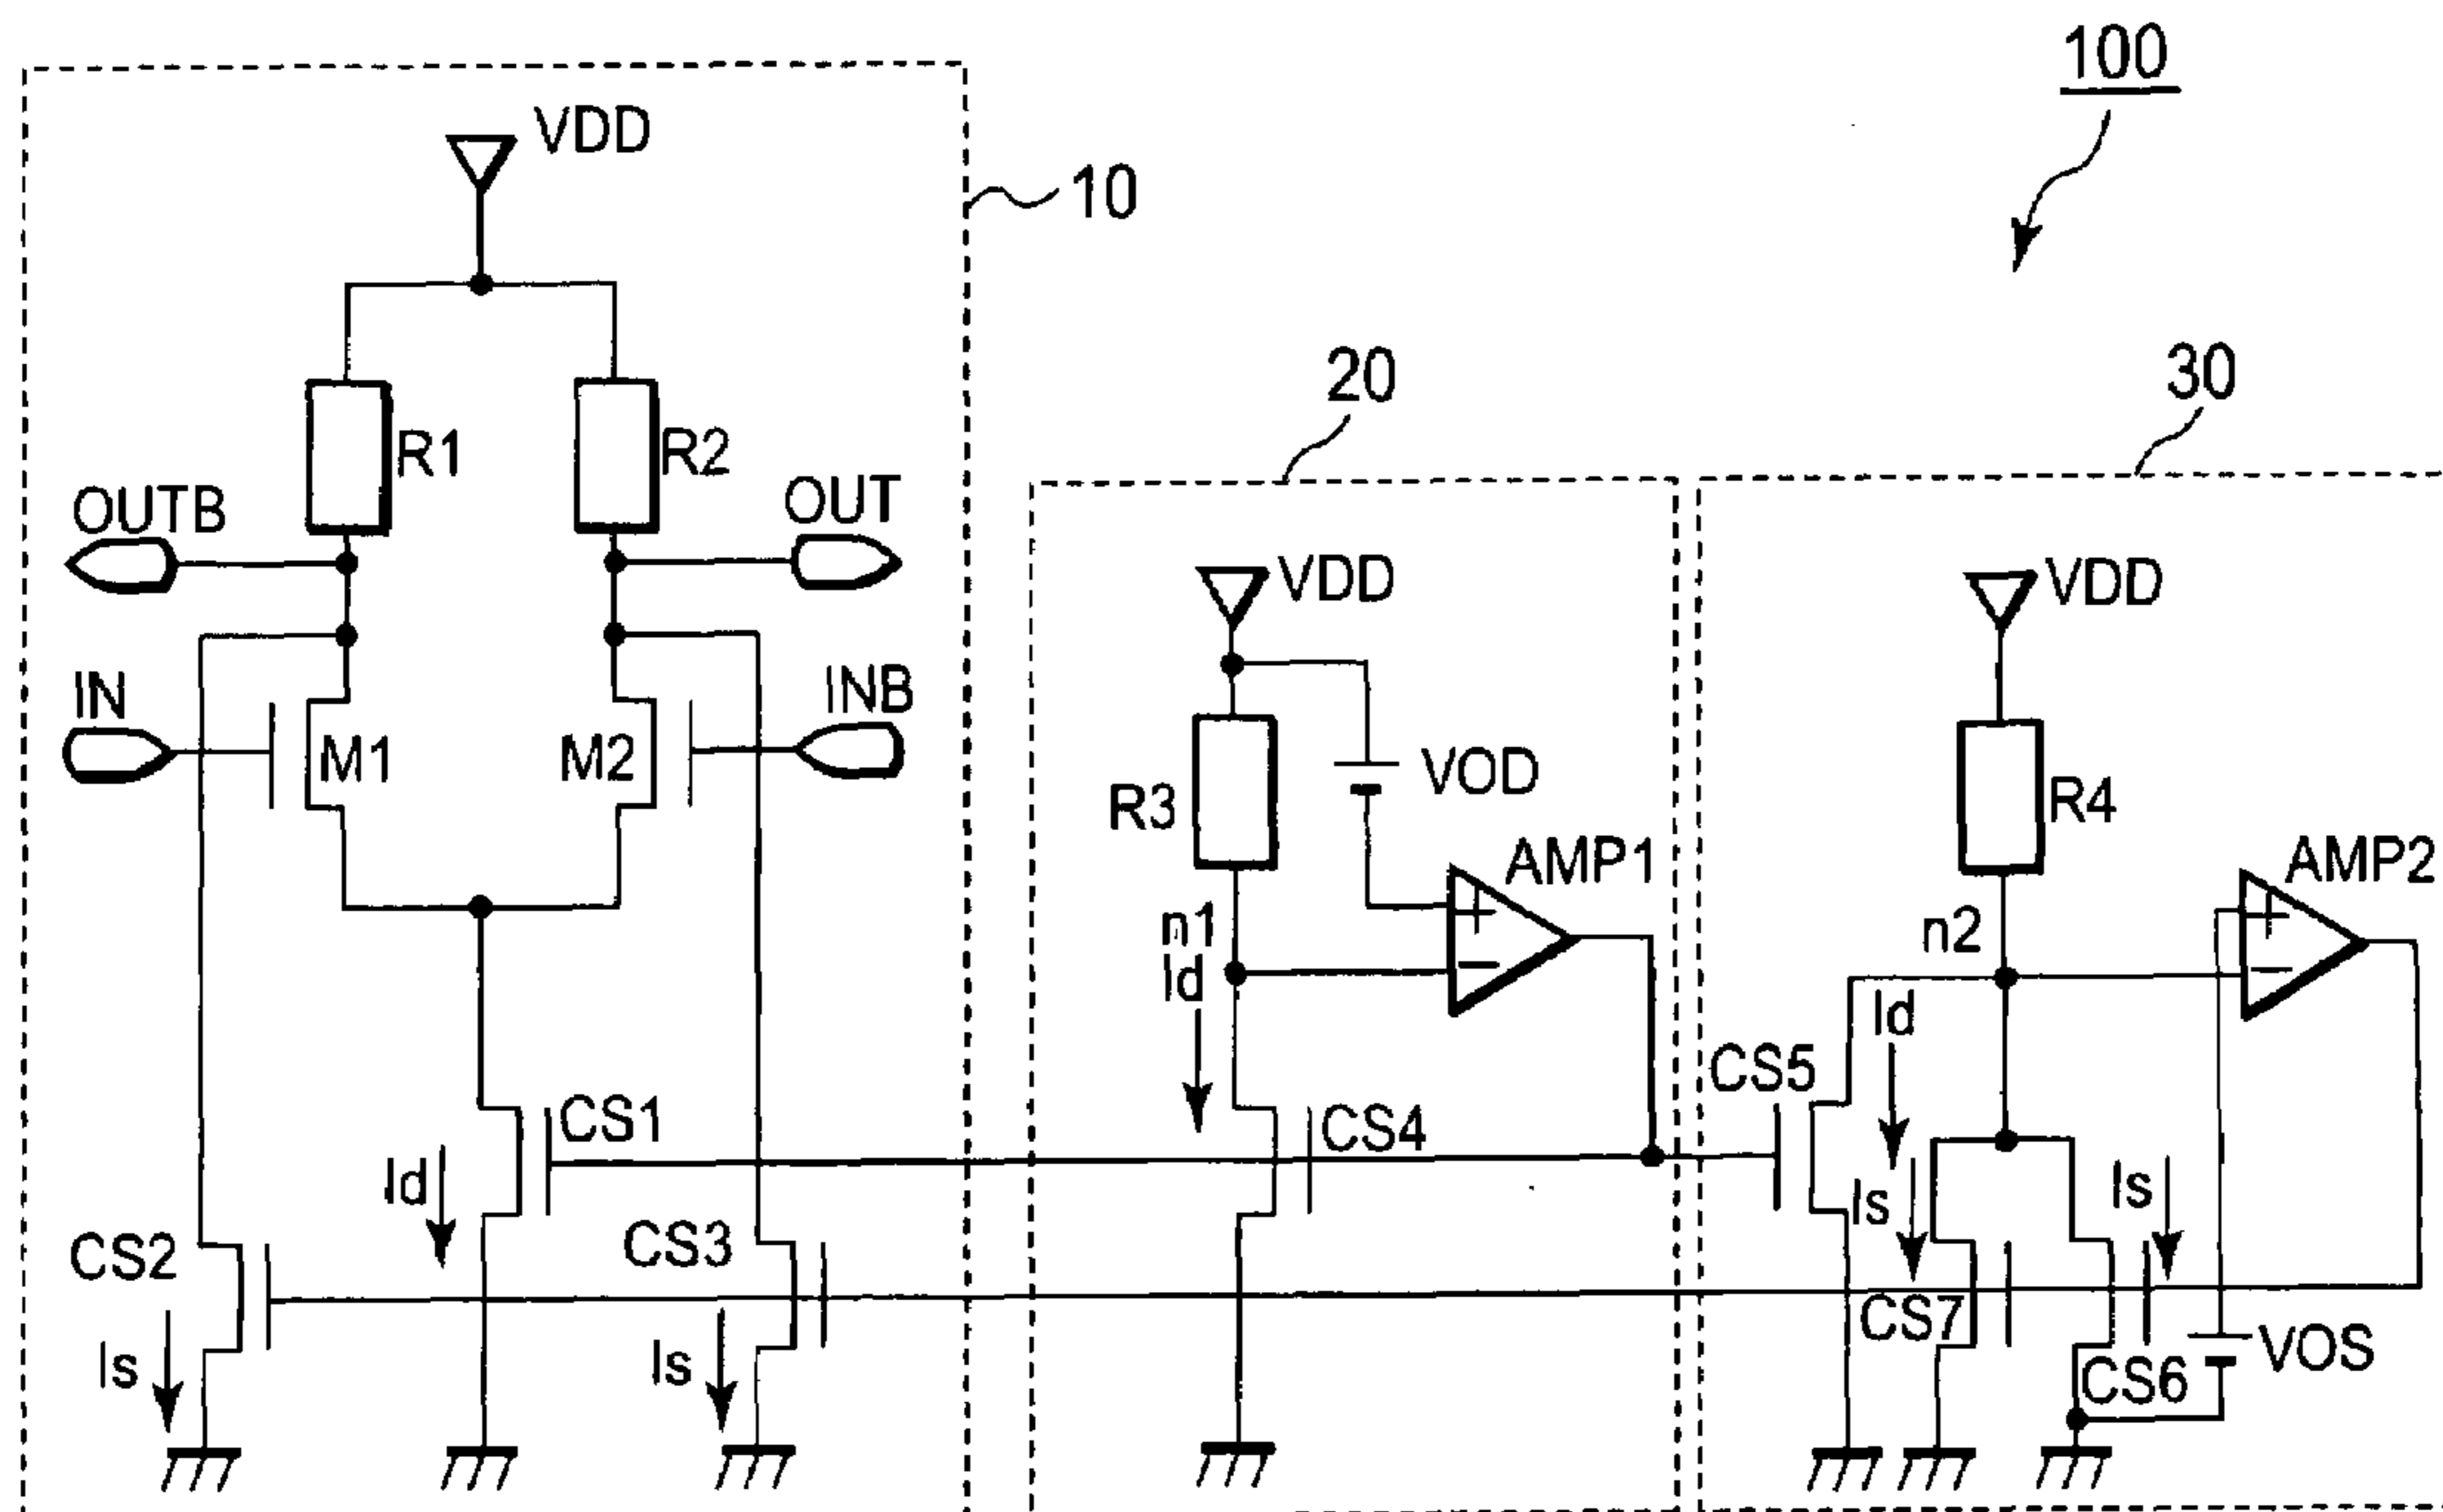 100
VDD
10
20
30
R1
R2
OUTB
OUT
VDD
VDD
IN
INB
M1
M2
VOD
R3
R4
AMP1
AMP2
n1
n2
Id
Id
+
−
+
−
CS5
CS1
CS4
Id
Is
Is
CS2
CS3
CS7
VOS
Is
Is
CS6